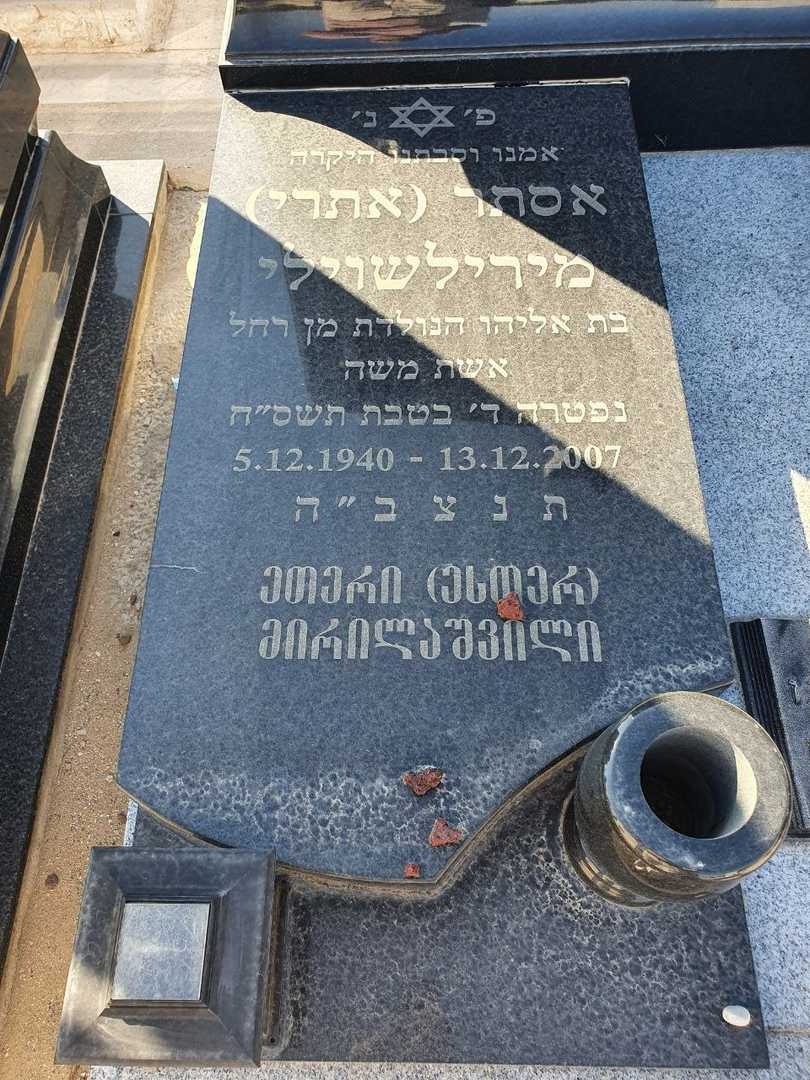 פ׳ נ׳
אמנו וסבתנו היקרה
אסתר (אתרי)
מירילשוילי
בת אליהו הנולדת מן רחל
אשת משה
נפטרה ד׳ בטבת תשס״ח
5.12.1940 - 13.12.2007
ת נ צ ב ״ ה
ეთერი (ესთერ)
მირილაშვილი